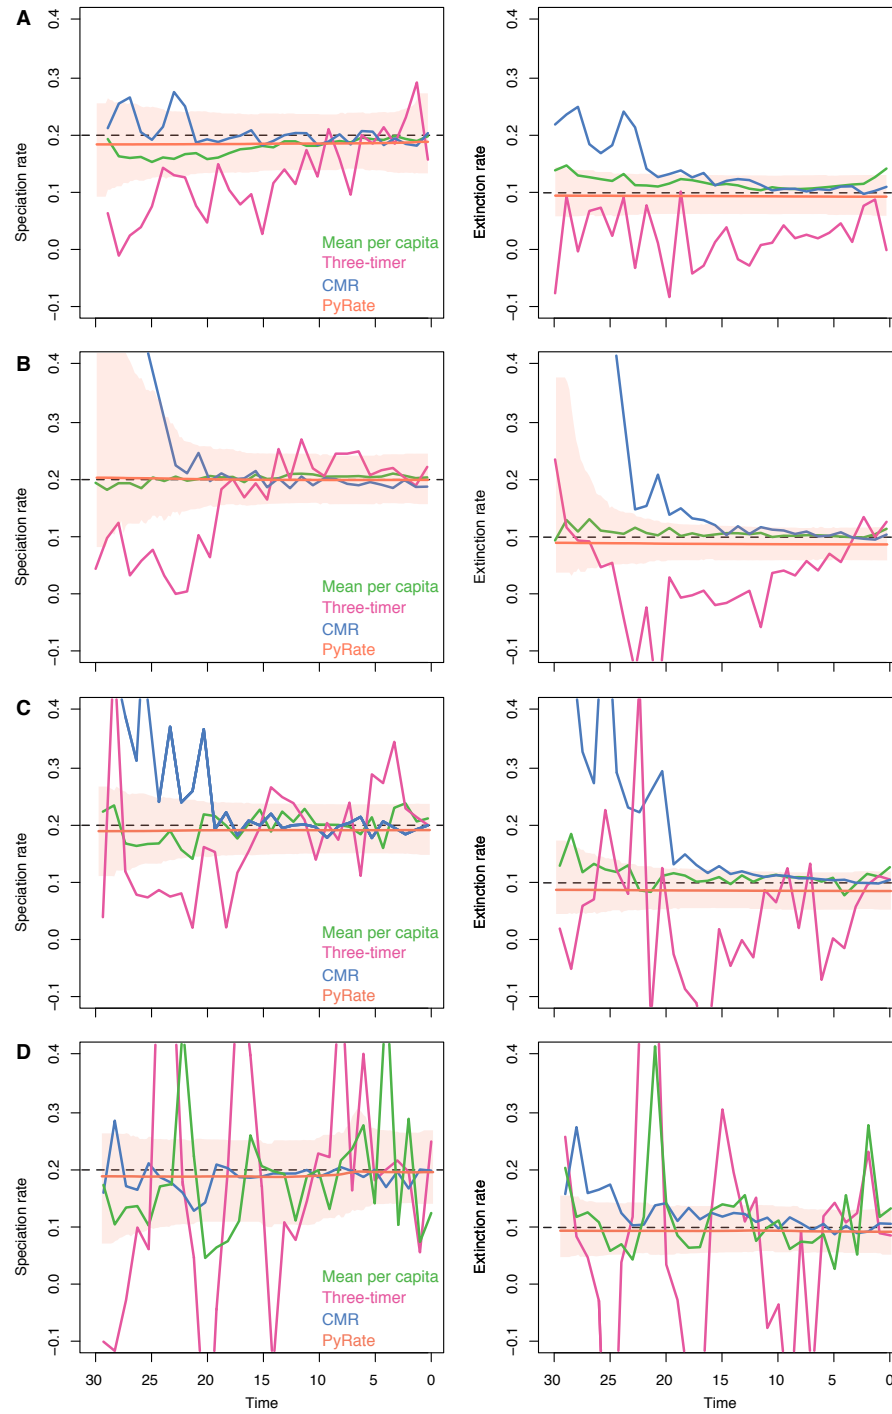 A
Speciation rate
−0.1 0.0 0.1 0.2 0.3 0.4
Mean per capita
Three-timer
CMR
PyRate
Extinction rate
−0.1 0.0 0.1 0.2 0.3 0.4
B
Speciation rate
−0.1 0.0 0.1 0.2 0.3 0.4
Mean per capita
Three-timer
CMR
PyRate
Extinction rate
−0.1 0.0 0.1 0.2 0.3 0.4
C
Speciation rate
−0.1 0.0 0.1 0.2 0.3 0.4
Mean per capita
Three-timer
CMR
PyRate
Extinction rate
−0.1 0.0 0.1 0.2 0.3 0.4
D
Speciation rate
−0.1 0.0 0.1 0.2 0.3 0.4
Mean per capita
Three-timer
CMR
PyRate
30 25 20 15 10 5 0
Time
Extinction rate
−0.1 0.0 0.1 0.2 0.3 0.4
30 25 20 15 10 5 0
Time